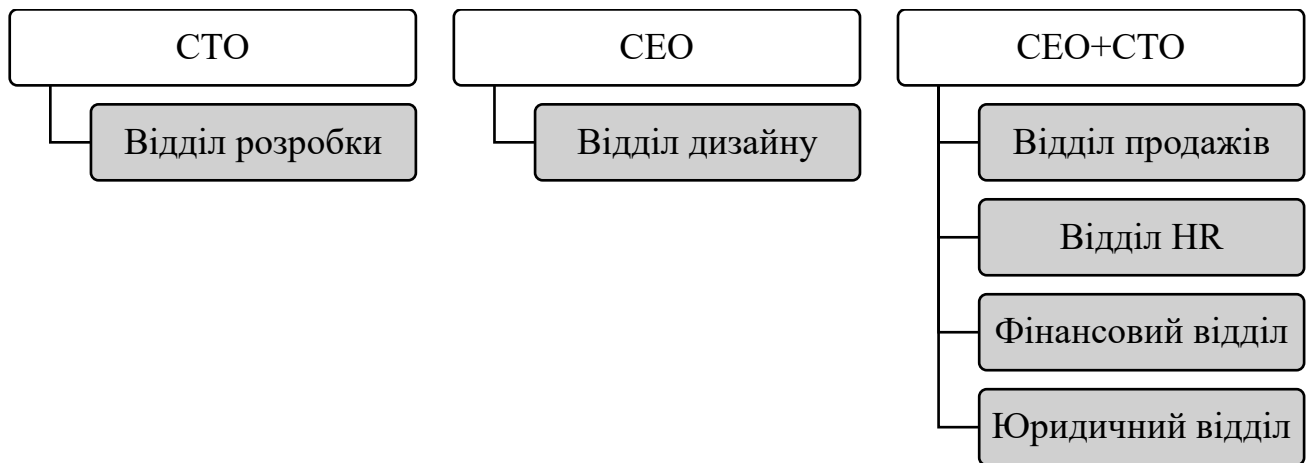 CTO
Відділ розробки
CEO
Відділ дизайну
CEO+CTO
Відділ продажів
Відділ HR
Фінансовий відділ
Юридичний відділ